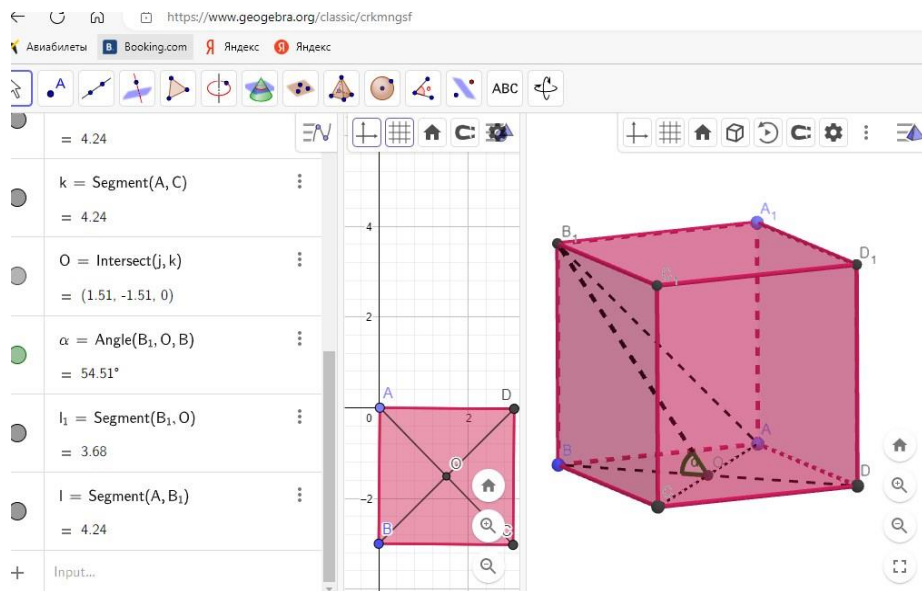 https://www.geogebra.org/classic/crkmngsf
Авиабилеты B. Booking.com Я Яндекс Я Яндекс
A
ABC
= 4.24
k = Segment(A, C)
= 4.24
O = Intersect(j, k)
= (1.51, -1.51, 0)
α = Angle(B₁, O, B)
= 54.51°
l₁ = Segment(B₁, O)
= 3.68
l = Segment(A, B₁)
= 4.24
Input...
4
2
A
D
0
2
O
-2
B
C
A₁
B₁
D₁
C₁
A
B
α
O
D